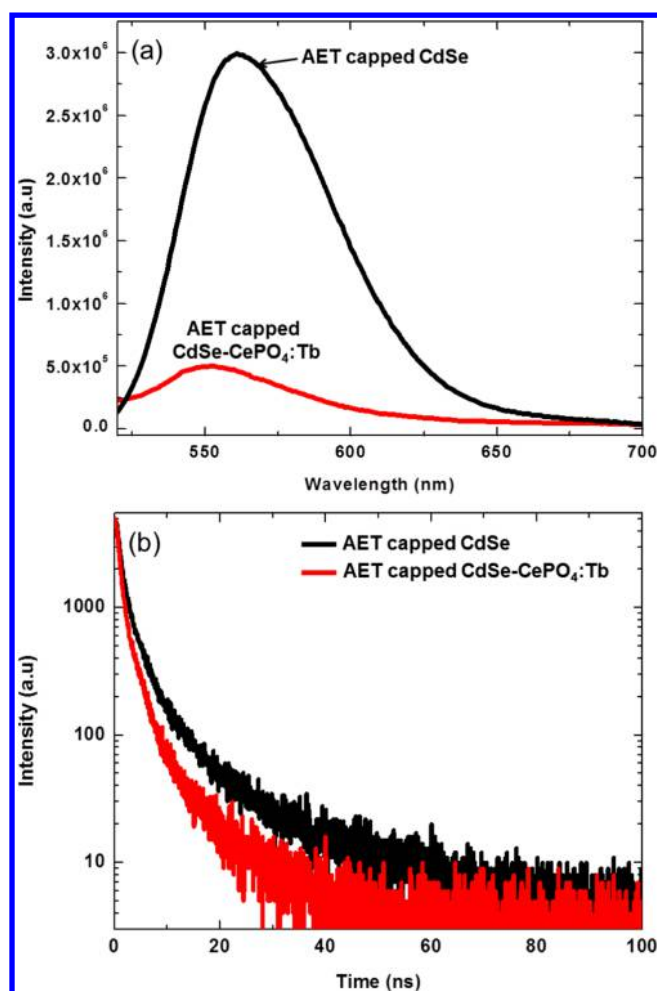 (a)
AET capped CdSe
AET capped
CdSe-CePO₄:Tb
3.0x10⁶
2.5x10⁶
2.0x10⁶
1.5x10⁶
1.0x10⁶
5.0x10⁵
0.0
Intensity (a.u)
550 600 650 700
Wavelength (nm)
(b)
AET capped CdSe
AET capped CdSe-CePO₄:Tb
1000
100
10
Intensity (a.u)
0 20 40 60 80 100
Time (ns)